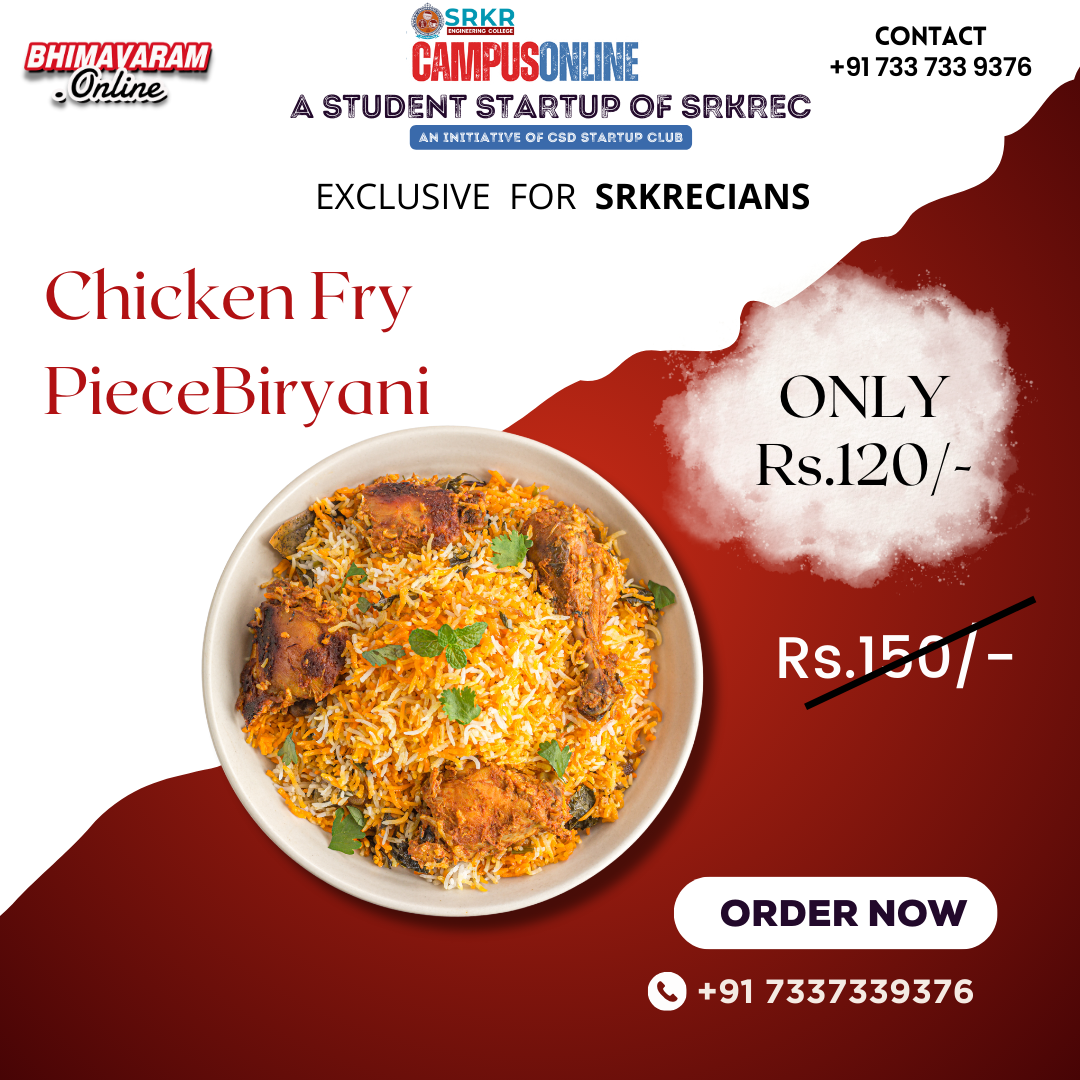 BHIMAVARAM
.Online
SRKR
ENGINEERING COLLEGE
CAMPUSONLINE
A STUDENT STARTUP OF SRKREC
AN INITIATIVE OF CSD STARTUP CLUB
CONTACT
+91 733 733 9376
EXCLUSIVE FOR SRKRECIANS
Chicken Fry
PieceBiryani
ONLY
Rs.120/-
Rs.150/-
ORDER NOW
+91 7337339376